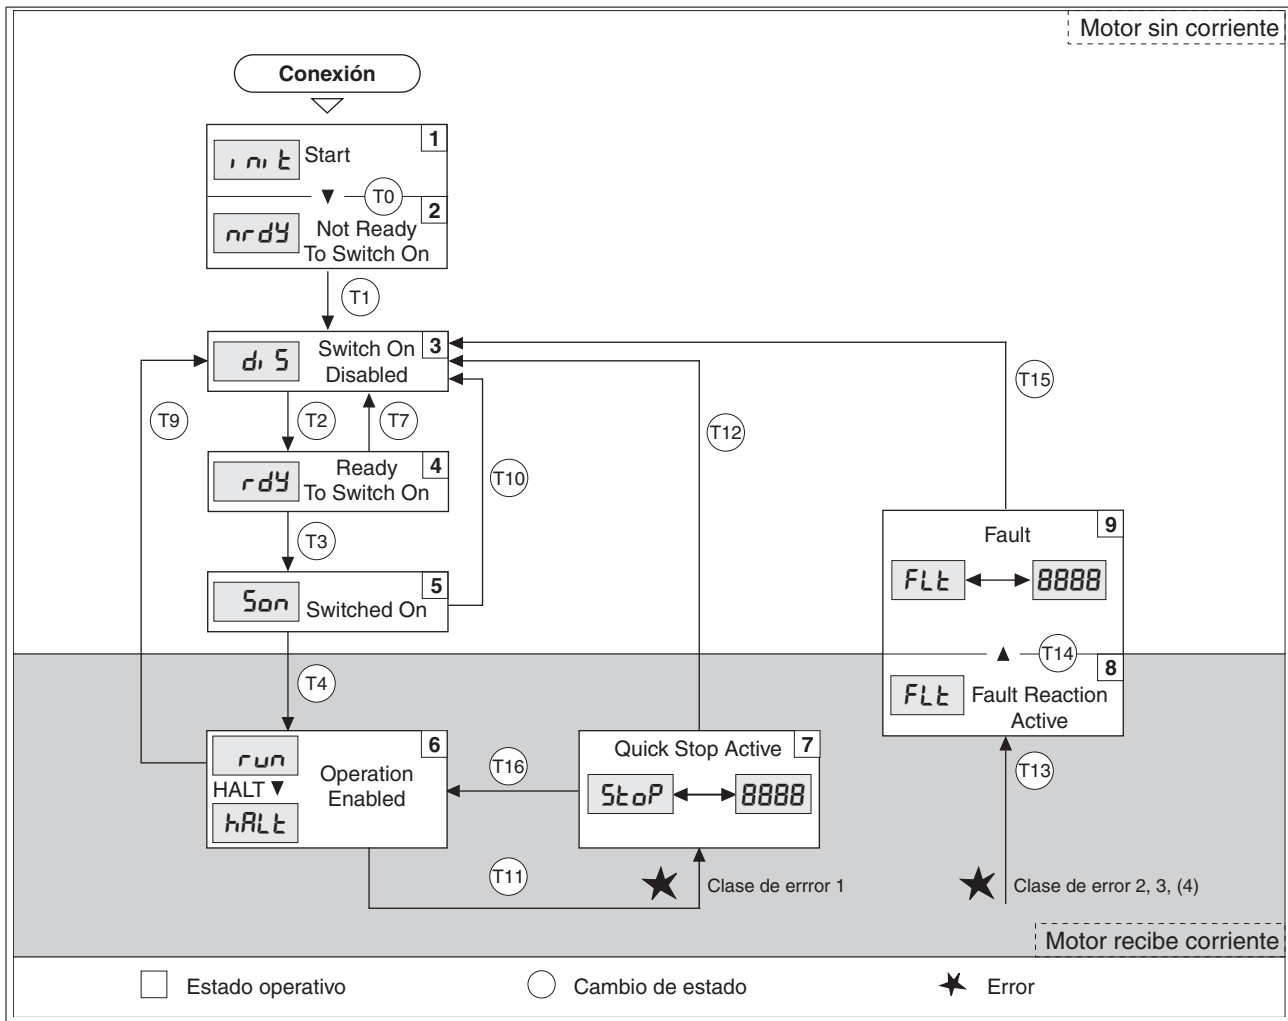 Motor sin corriente
Conexión
1
init Start
T0
2
nrdy Not Ready
To Switch On
T1
3
diS Switch On
Disabled
T9
T2
T7
T10
T12
T15
4
rdy Ready
To Switch On
T3
5
Son Switched On
T4
9
Fault
FLt 8888
T14
8
FLt Fault Reaction
Active
T13
6
run
HALT
hALt
Operation
Enabled
T16
7
Quick Stop Active
StoP 8888
T11
Clase de errror 1
Clase de error 2, 3, (4)
Motor recibe corriente
Estado operativo
Cambio de estado
Error